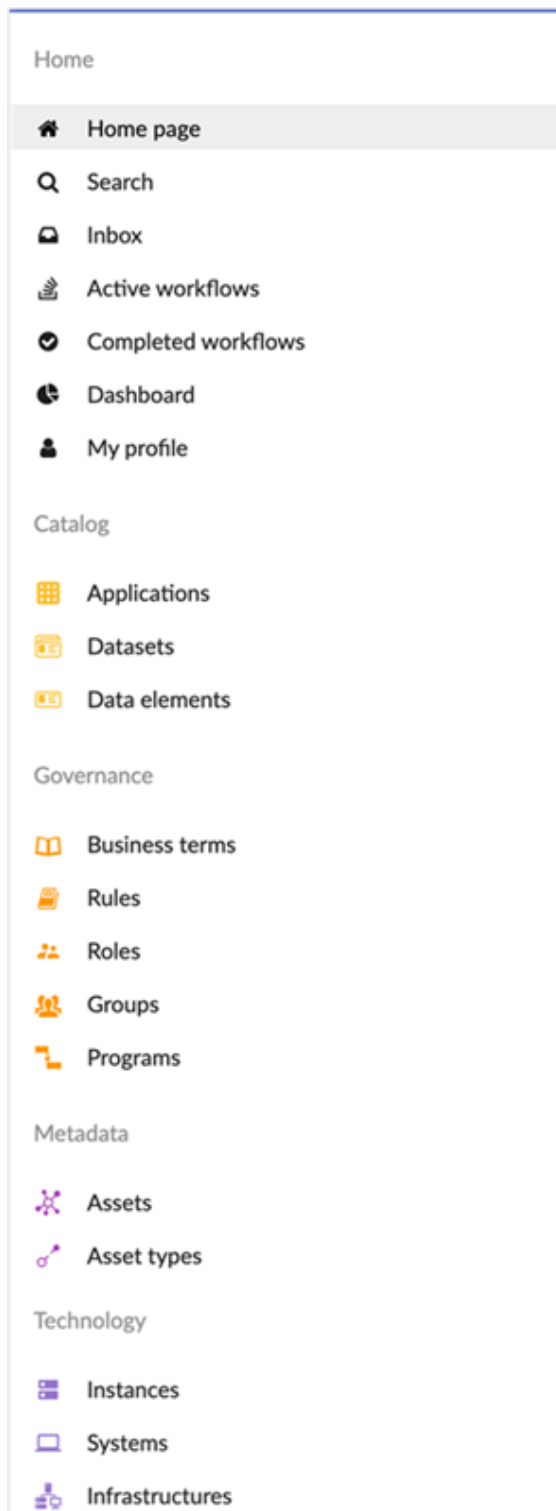 Home
Home page
Search
Inbox
Active workflows
Completed workflows
Dashboard
My profile
Catalog
Applications
Datasets
Data elements
Governance
Business terms
Rules
Roles
Groups
Programs
Metadata
Assets
Asset types
Technology
Instances
Systems
Infrastructures